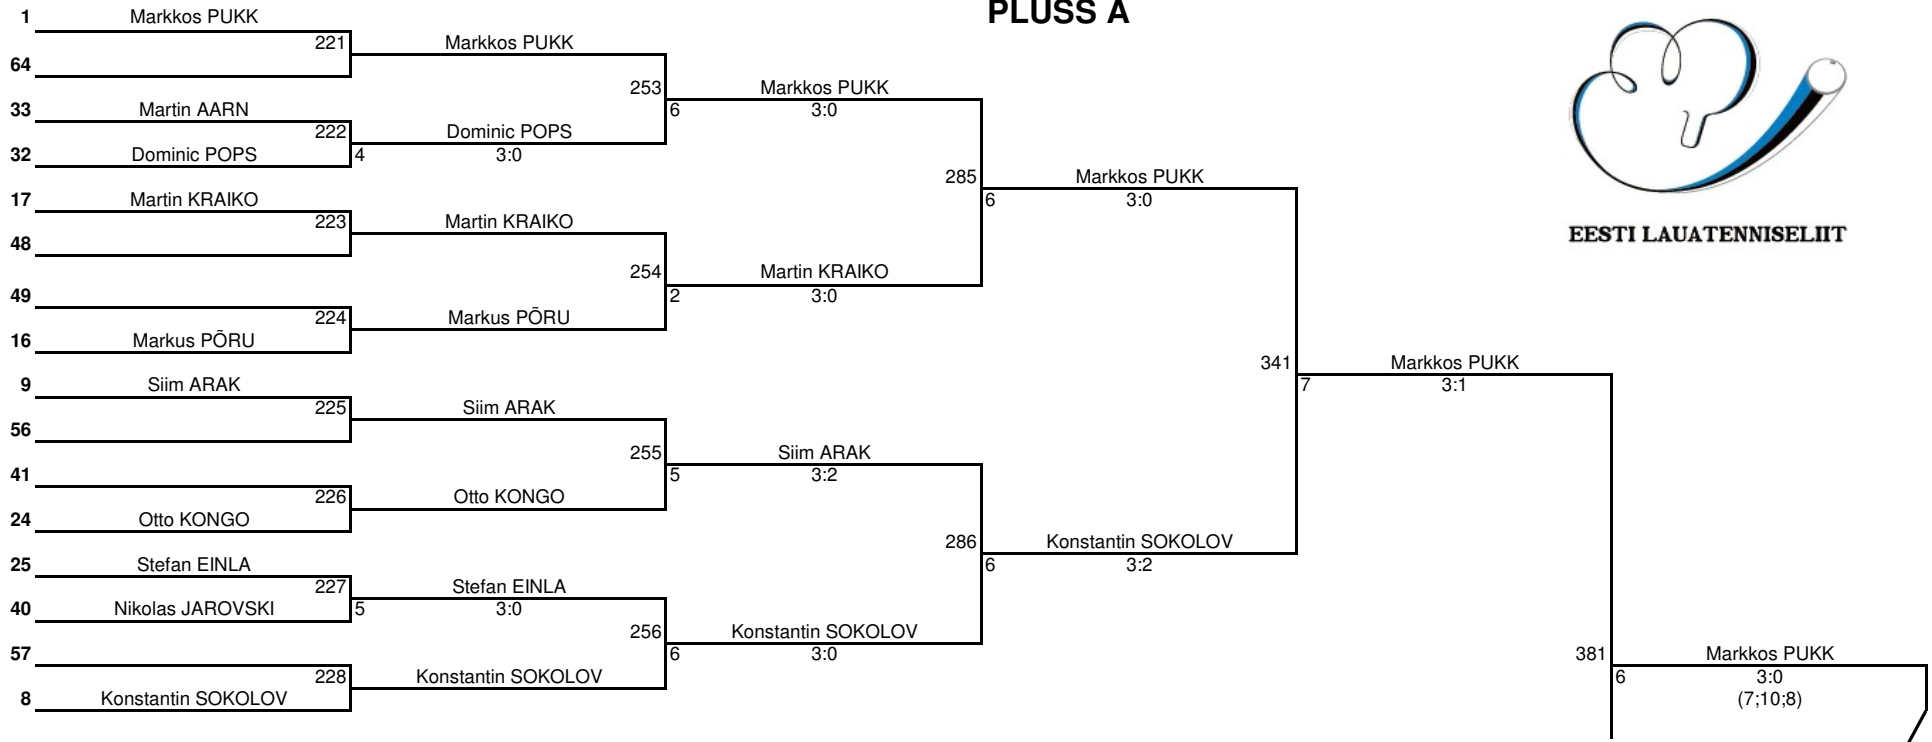 PLUSS A
1 Markkos PUKK
221 Markkos PUKK
64
253 Markkos PUKK
6 3:0
33 Martin AARN
222 Dominic POPS
32 Dominic POPS 4 3:0
285 Markkos PUKK
6 3:0
17 Martin KRAIKO
223 Martin KRAIKO
48
254 Martin KRAIKO
2 3:0
49
224 Markus PÕRU
16 Markus PÕRU
341 Markkos PUKK
7 3:1
9 Siim ARAK
225 Siim ARAK
56
255 Siim ARAK
5 3:2
41
226 Otto KONGO
24 Otto KONGO
286 Konstantin SOKOLOV
6 3:2
25 Stefan EINLA
227 Stefan EINLA
40 Nikolas JAROVSKI 5 3:0
256 Konstantin SOKOLOV
6 3:0
57
228 Konstantin SOKOLOV
8 Konstantin SOKOLOV
381 Markkos PUKK
6 3:0
(7;10;8)
EESTI LAUATENNISELIIT